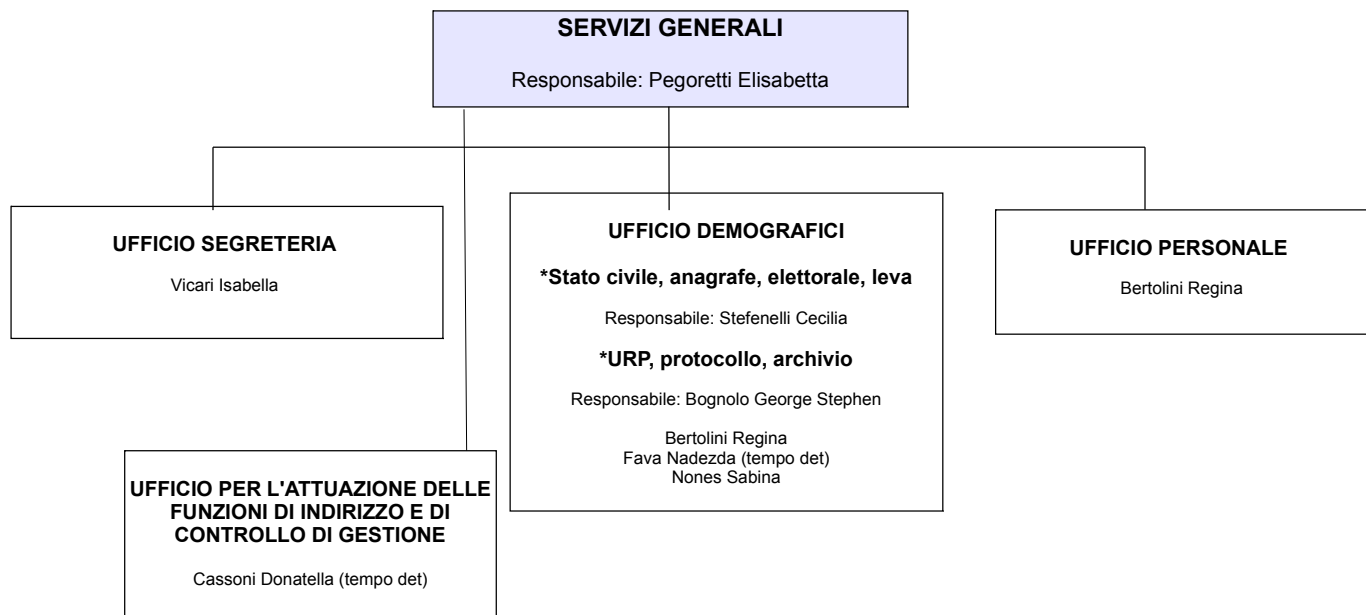 SERVIZI GENERALI
Responsabile: Pegoretti Elisabetta
UFFICIO SEGRETERIA
Vicari Isabella
UFFICIO DEMOGRAFICI
*Stato civile, anagrafe, elettorale, leva
Responsabile: Stefenelli Cecilia
*URP, protocollo, archivio
Responsabile: Bognolo George Stephen
Bertolini Regina
Fava Nadezda (tempo det)
Nones Sabina
UFFICIO PERSONALE
Bertolini Regina
UFFICIO PER L'ATTUAZIONE DELLE
FUNZIONI DI INDIRIZZO E DI
CONTROLLO DI GESTIONE
Cassoni Donatella (tempo det)